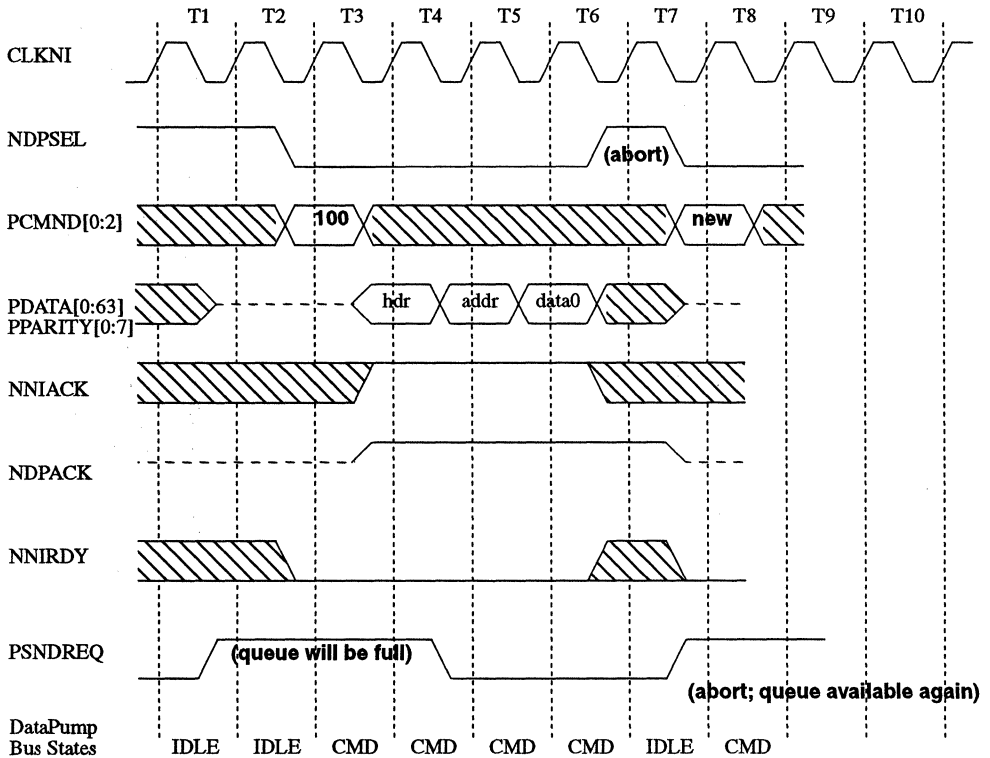 T1 T2 T3 T4 T5 T6 T7 T8 T9 T10
CLKNI
NDPSEL
(abort)
PCMND[0:2]
100
new
PDATA[0:63]
PPARITY[0:7]
hdr addr data0
NNIACK
NDPACK
NNIRDY
PSNDREQ
(queue will be full)
(abort; queue available again)
DataPump
Bus States
IDLE IDLE CMD CMD CMD CMD IDLE CMD